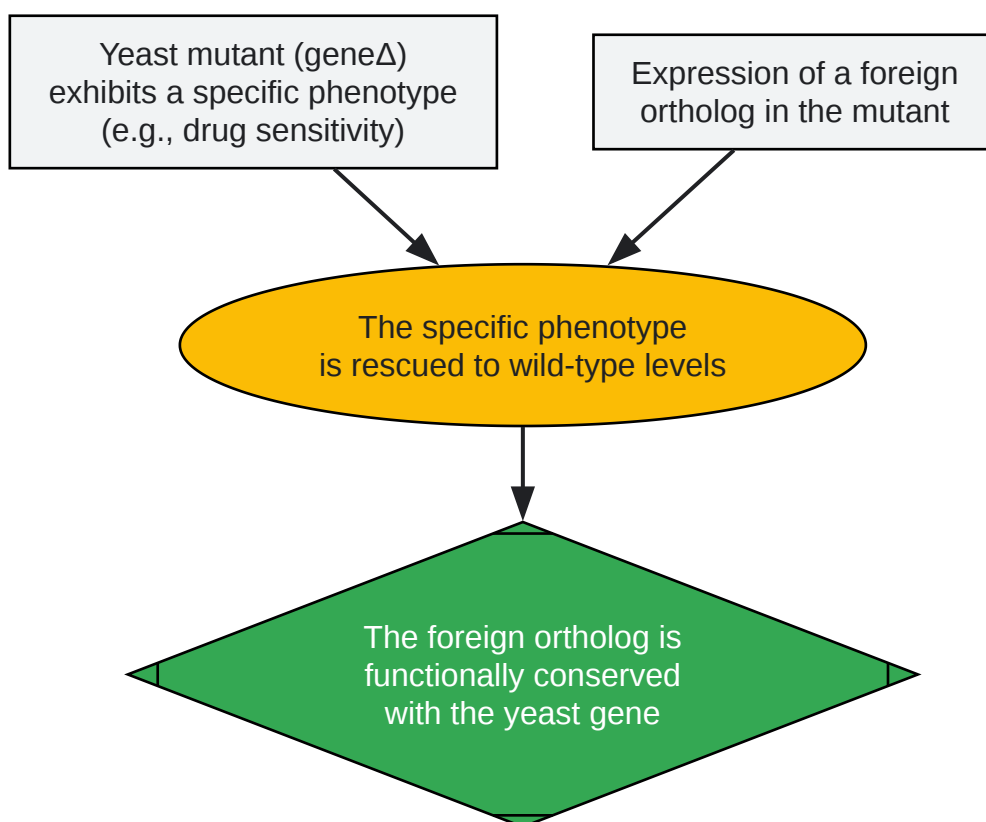 Yeast mutant (geneΔ)
exhibits a specific phenotype
(e.g., drug sensitivity)
Expression of a foreign
ortholog in the mutant
The specific phenotype
is rescued to wild-type levels
The foreign ortholog is
functionally conserved
with the yeast gene